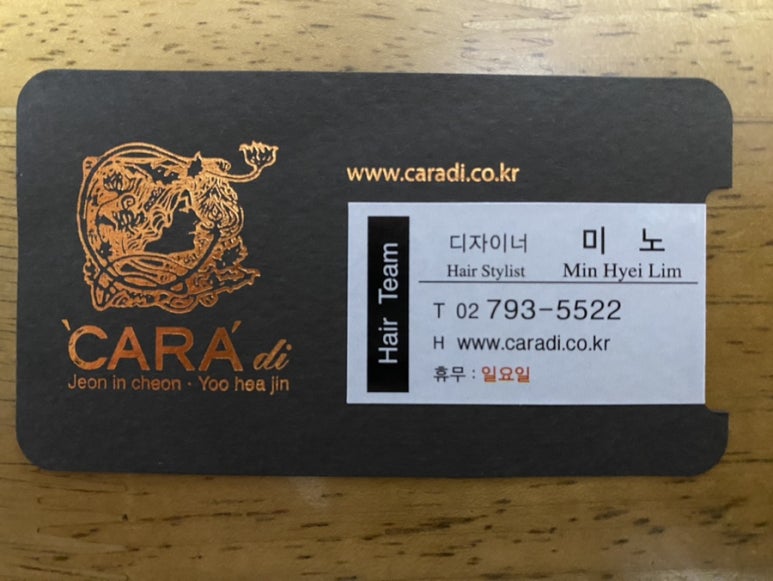 'CARA' di
Jeon in cheon · Yoo hea jin
www.caradi.co.kr
Hair Team
디자이너 미 노
Hair Stylist Min Hyei Lim
T 02 793-5522
H www.caradi.co.kr
휴무 : 일요일